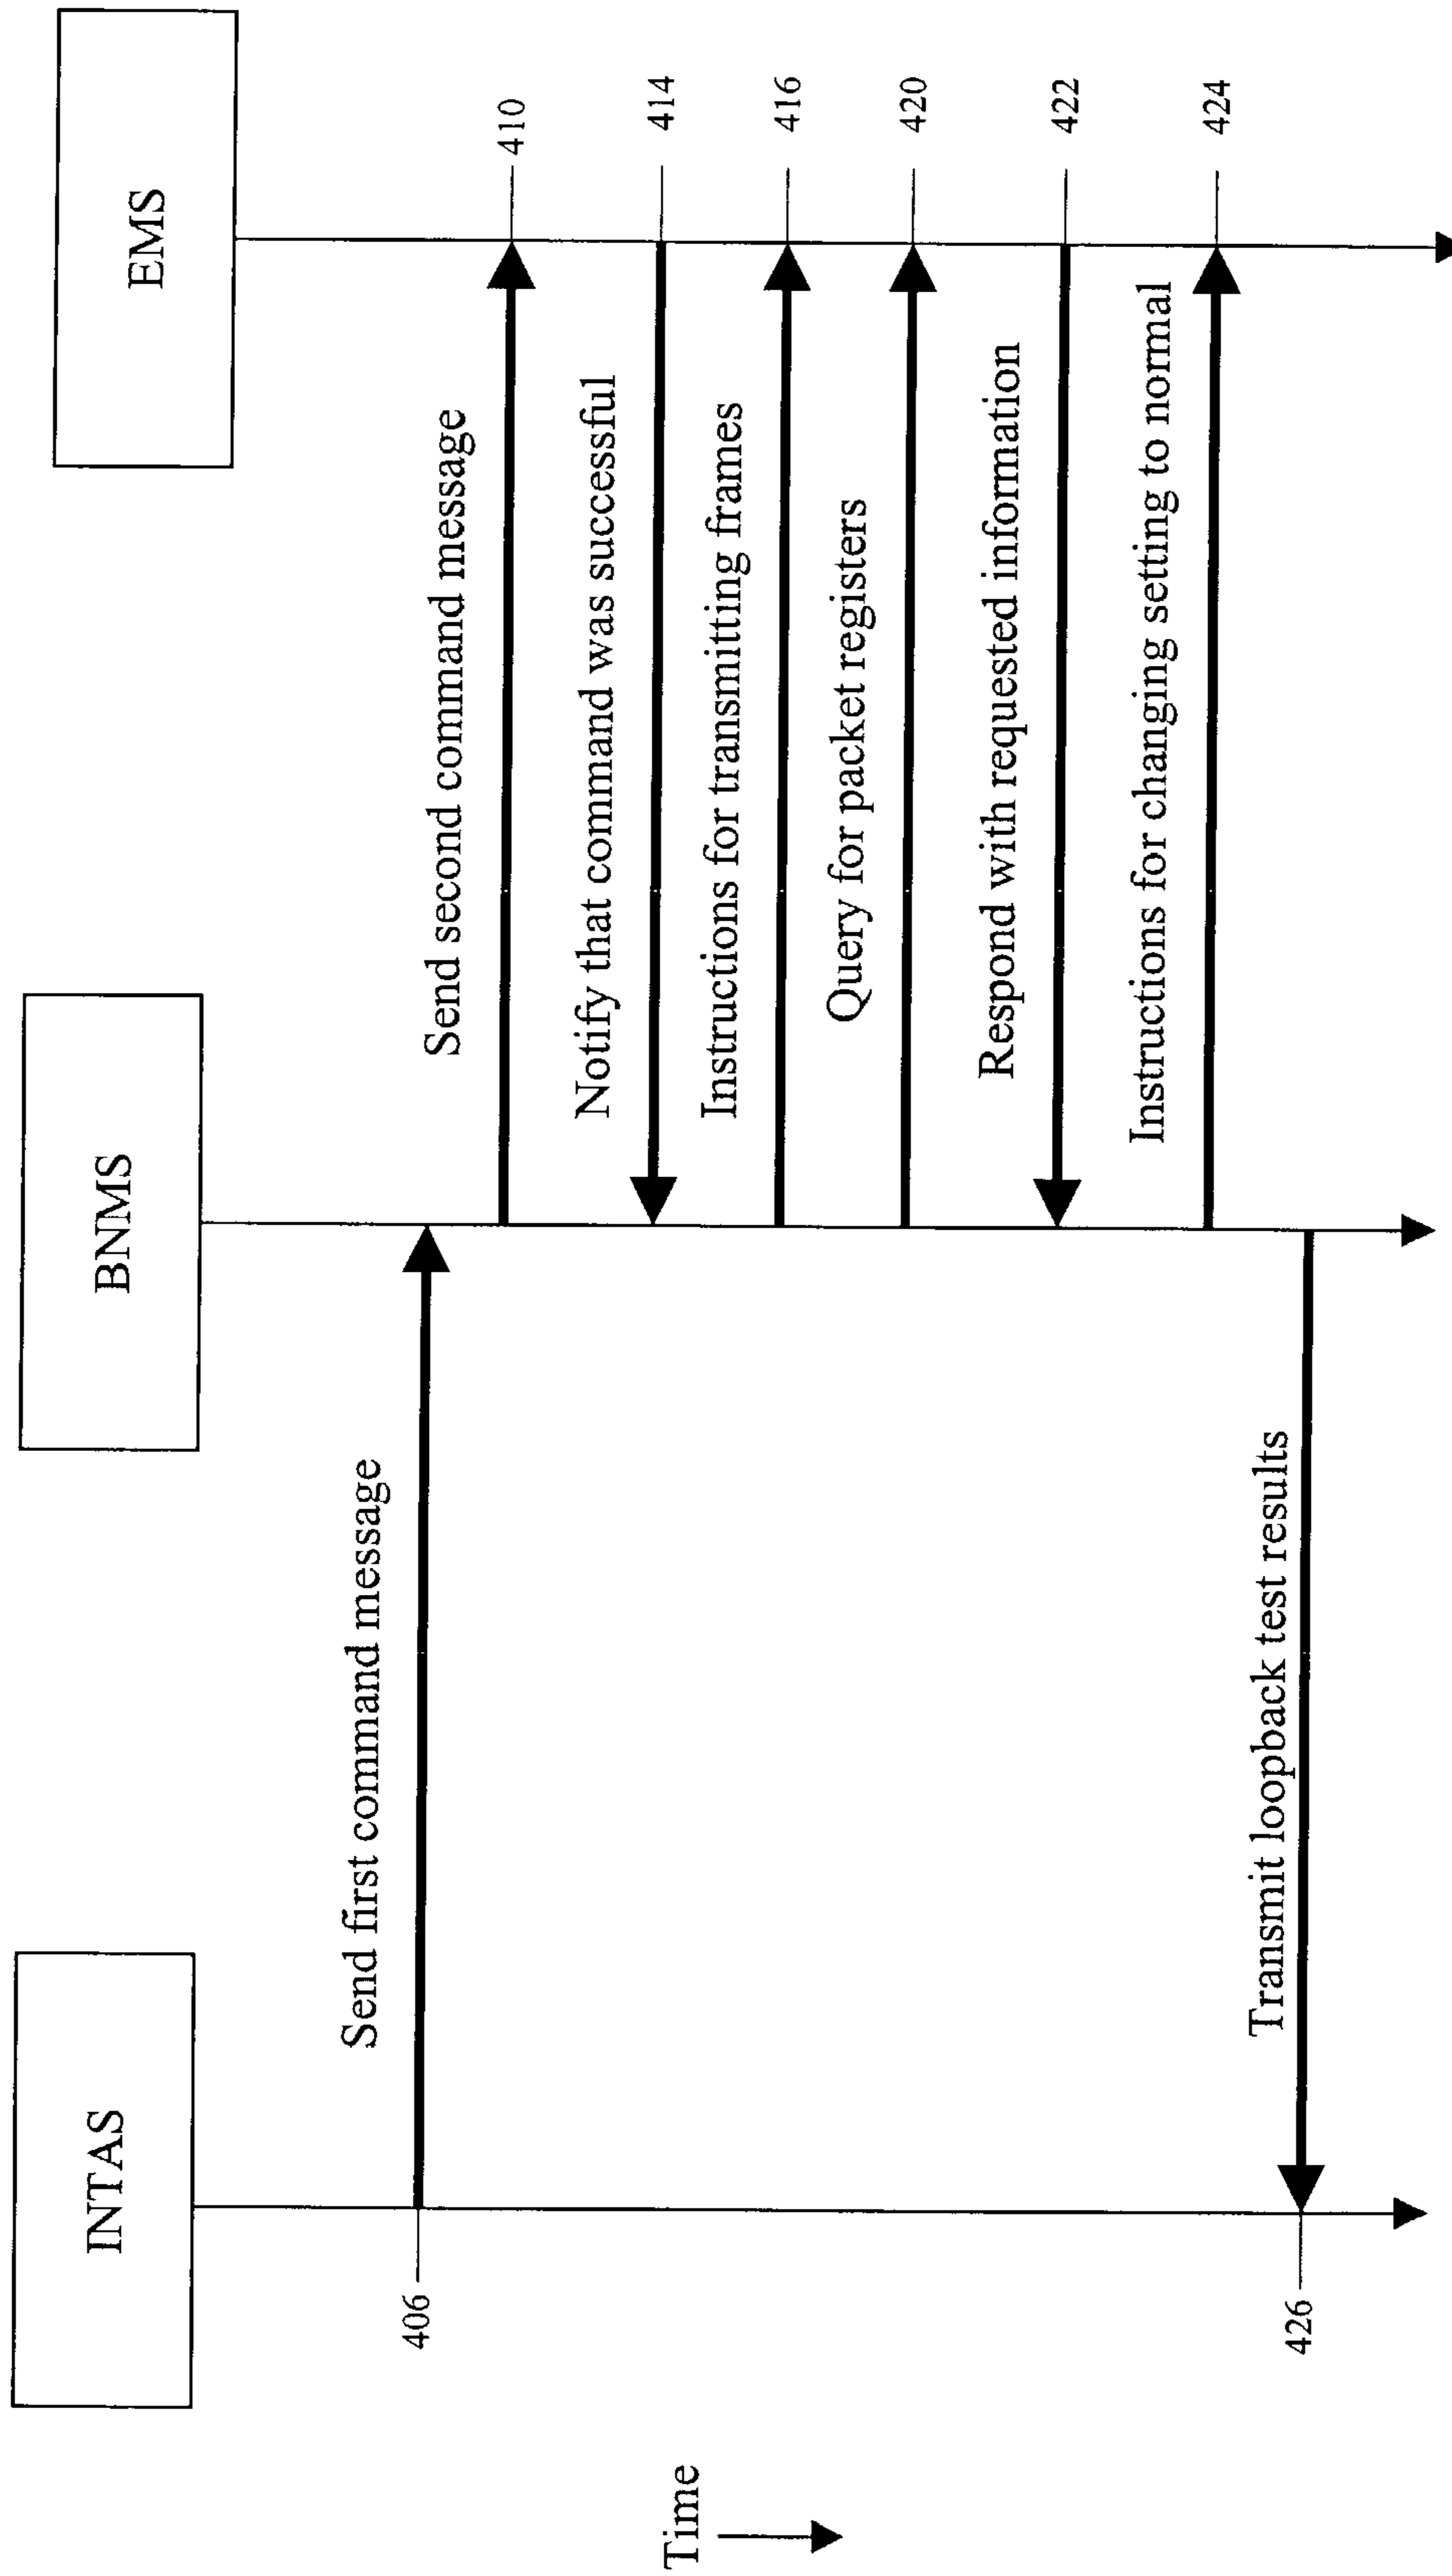 INTAS
BNMS
EMS
Time
406
Send first command message
Send second command message
410
Notify that command was successful
414
Instructions for transmitting frames
416
Query for packet registers
420
Respond with requested information
422
Instructions for changing setting to normal
424
Transmit loopback test results
426